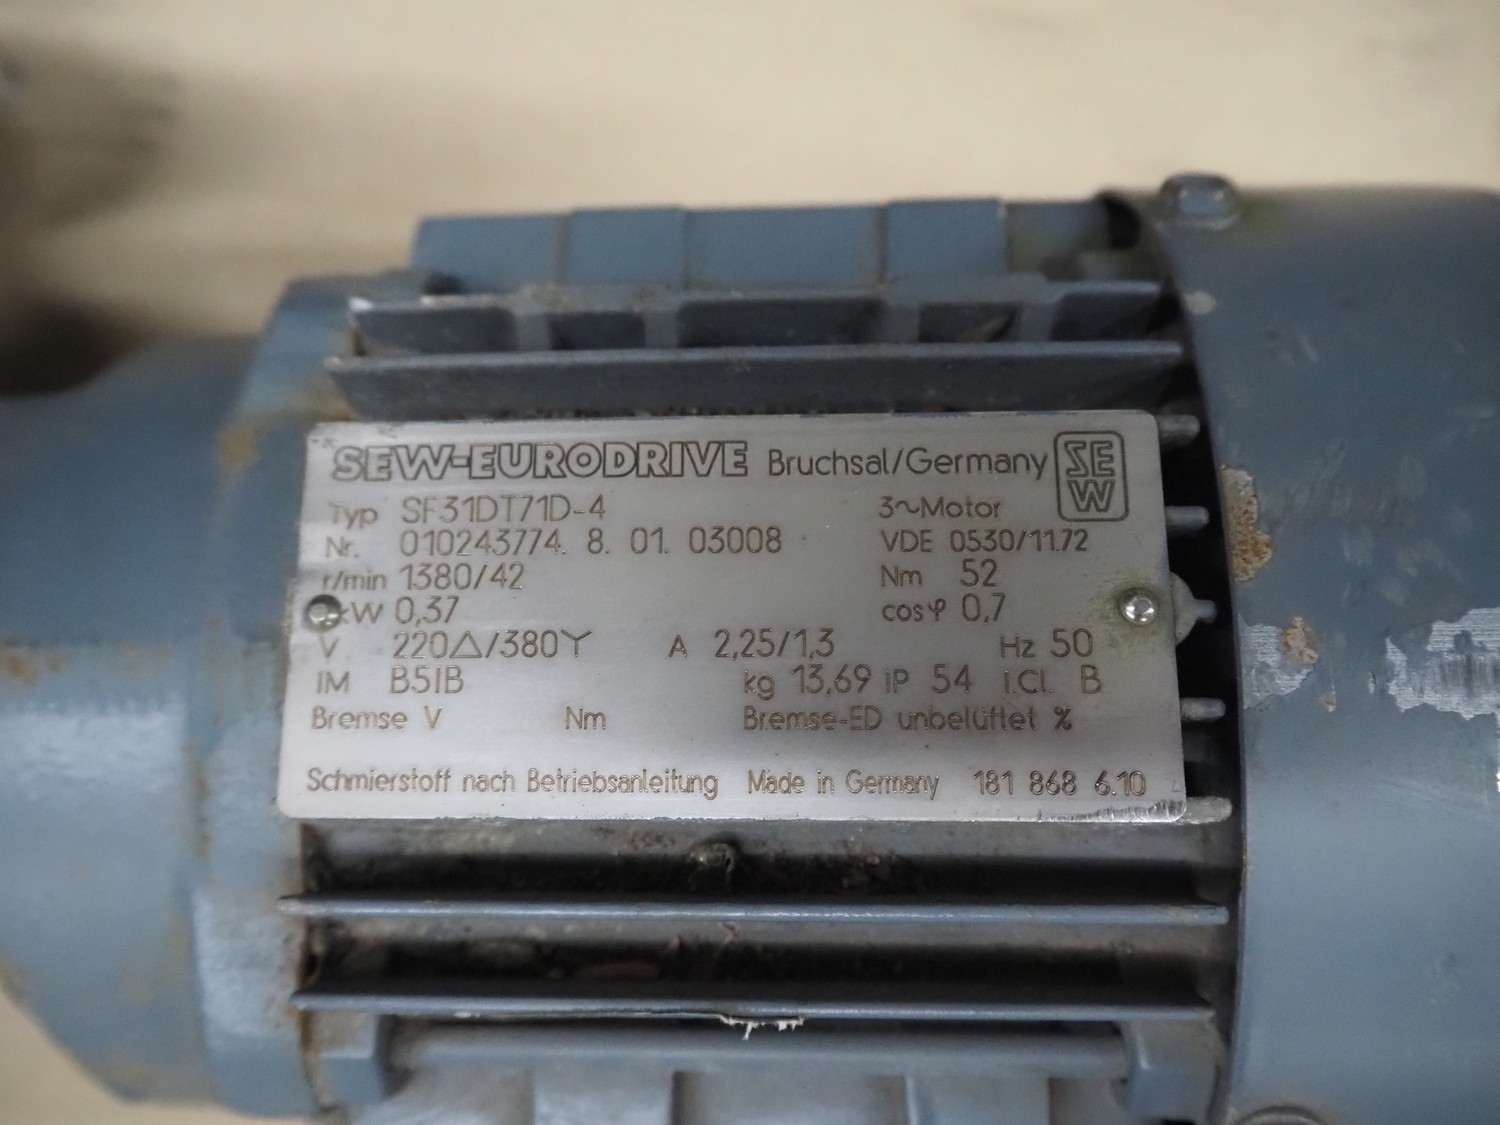 SEW-EURODRIVE Bruchsal/Germany SEW
Typ SF31DT71D-4 3~Motor
Nr. 010243774. 8. 01. 03008 VDE 0530/11.72
r/min 1380/42 Nm 52
kW 0,37 cosφ 0,7
V 220△/380Y A 2,25/1,3 Hz 50
IM B5IB kg 13,69 IP 54 I.Cl. B
Bremse V Nm Bremse-ED unbelüftet %
Schmierstoff nach Betriebsanleitung Made in Germany 181 868 6.10